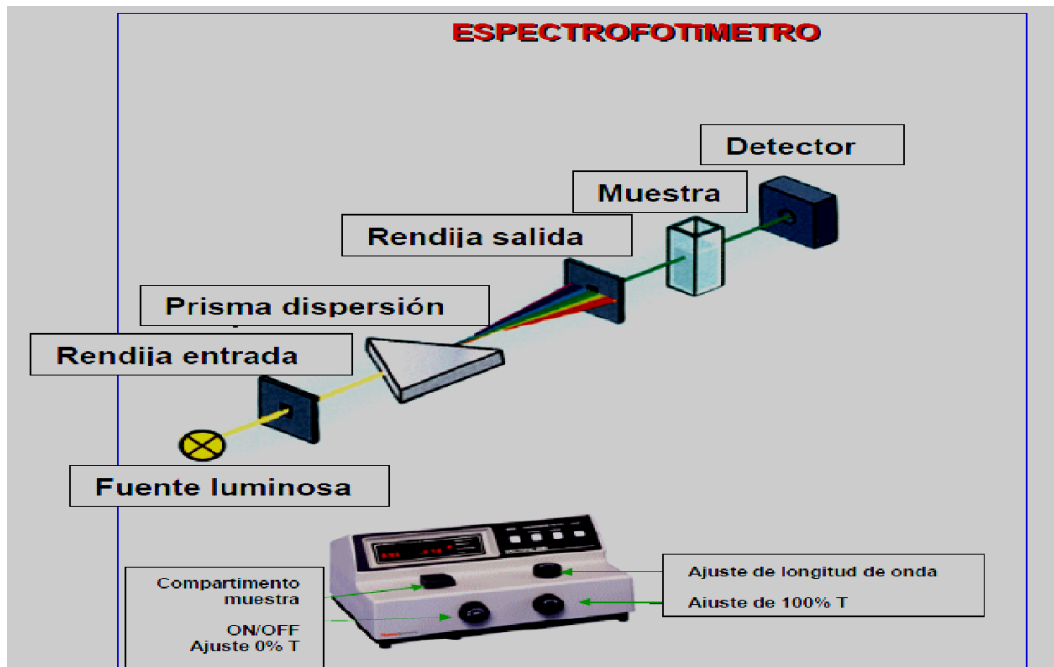 ESPECTROFOTIMETRO
Detector
Muestra
Rendija salida
Prisma dispersión
Rendija entrada
Fuente luminosa
Compartimento
muestra
ON/OFF
Ajuste 0% T
Ajuste de longitud de onda
Ajuste de 100% T